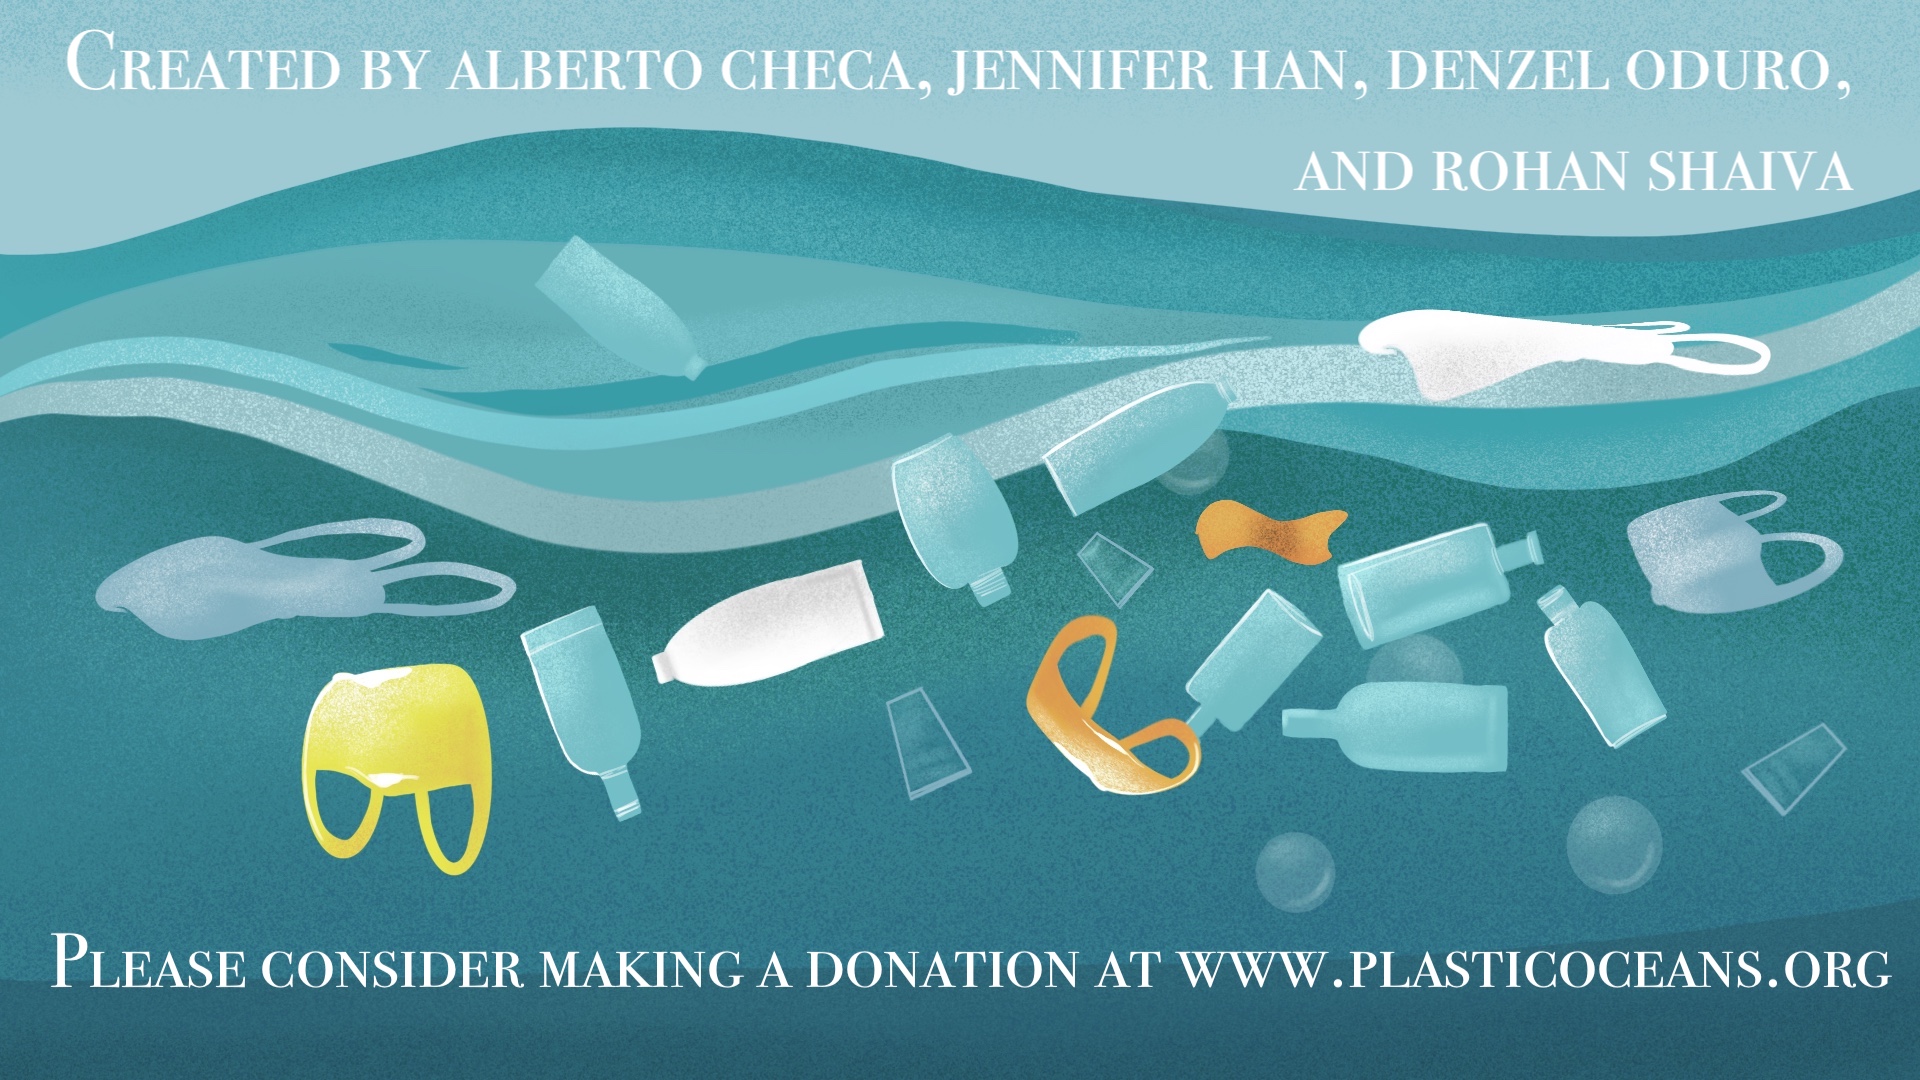 Created by alberto checa, jennifer han, denzel oduro,
and rohan shaiva
Please consider making a donation at www.plasticoceans.org